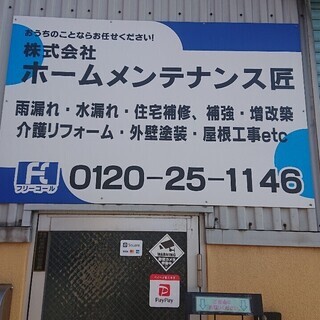 おうちのことならお任せください!
株式会社
ホームメンテナンス匠
雨漏れ・水漏れ・住宅補修、補強・増改築
介護リフォーム・外壁塗装・屋根工事etc
フリーコール 0120-25-1146
WARNING
PayPay